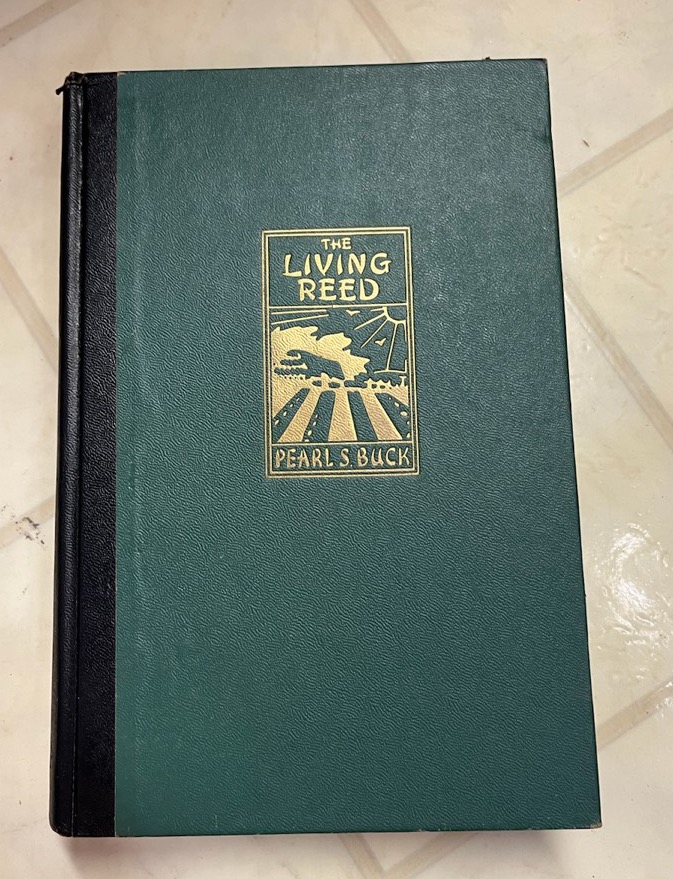 THE
LIVING
REED
PEARL S. BUCK